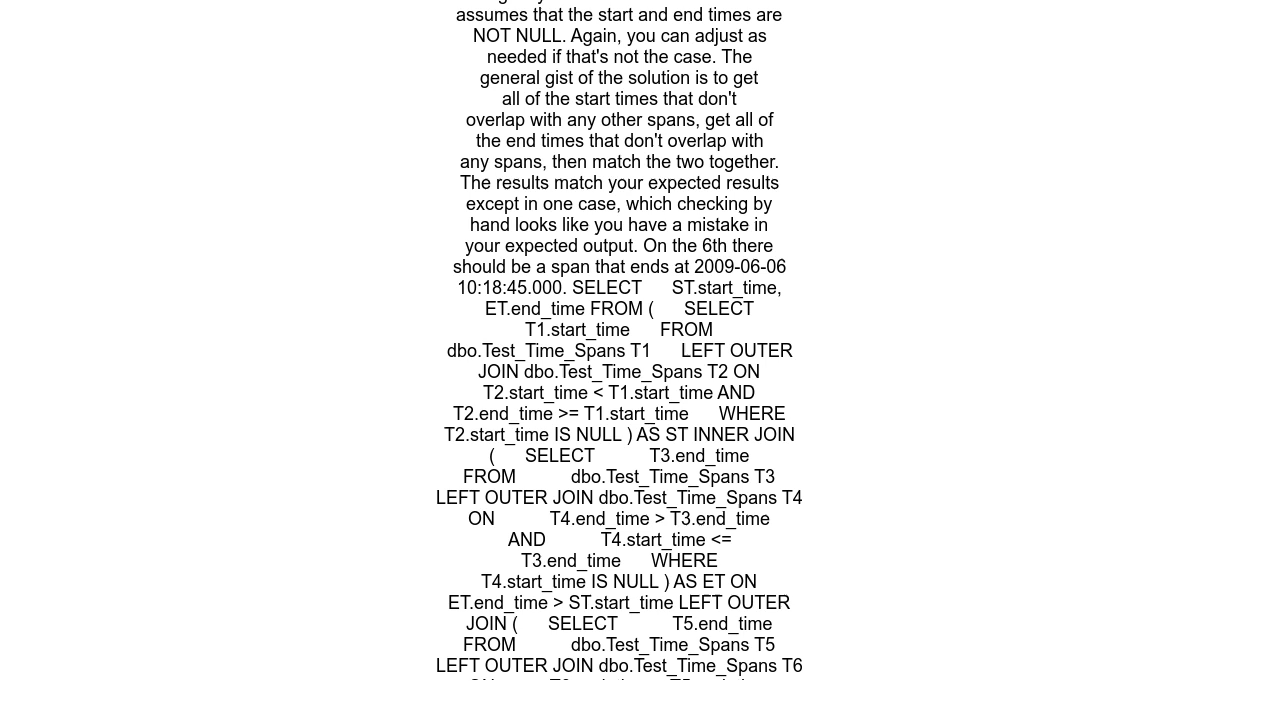 assumes that the start and end times are
NOT NULL. Again, you can adjust as
needed if that's not the case. The
general gist of the solution is to get
all of the start times that don't
overlap with any other spans, get all of
the end times that don't overlap with
any spans, then match the two together.
The results match your expected results
except in one case, which checking by
hand looks like you have a mistake in
your expected output. On the 6th there
should be a span that ends at 2009-06-06
10:18:45.000. SELECT      ST.start_time,
ET.end_time FROM (      SELECT
T1.start_time      FROM
dbo.Test_Time_Spans T1      LEFT OUTER
JOIN dbo.Test_Time_Spans T2 ON
T2.start_time < T1.start_time AND
T2.end_time >= T1.start_time      WHERE
T2.start_time IS NULL ) AS ST INNER JOIN
(      SELECT           T3.end_time
FROM           dbo.Test_Time_Spans T3
LEFT OUTER JOIN dbo.Test_Time_Spans T4
ON           T4.end_time > T3.end_time
AND           T4.start_time <=
T3.end_time      WHERE
T4.start_time IS NULL ) AS ET ON
ET.end_time > ST.start_time LEFT OUTER
JOIN (      SELECT           T5.end_time
FROM           dbo.Test_Time_Spans T5
LEFT OUTER JOIN dbo.Test_Time_Spans T6